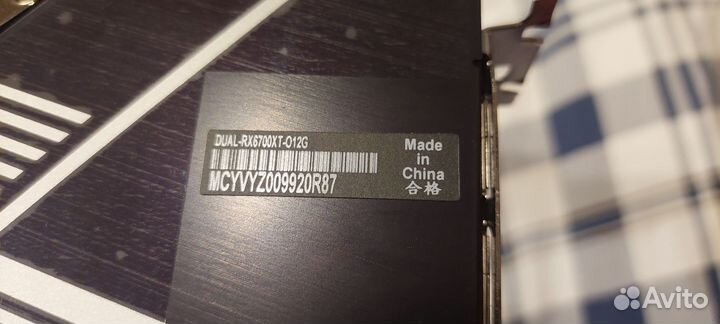 DUAL-RX6700XT-O12G
MCYVYZ009920R87
Made
in
China
合格
Avito